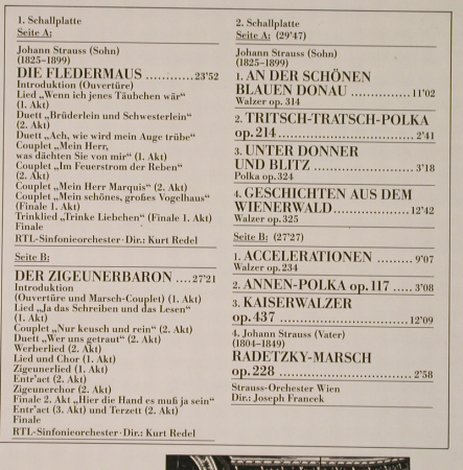 1. Schallplatte
Seite A:
Johann Strauss (Sohn)
(1825–1899)
DIE FLEDERMAUS ............23'52
Introduktion (Ouvertüre)
Lied „Wenn ich jenes Täubchen wär“
(1. Akt)
Duett „Brüderlein und Schwesterlein“
(2. Akt)
Duett „Ach, wie wird mein Auge trübe“
Couplet „Mein Herr,
was dächten Sie von mir“ (1. Akt)
Couplet „Im Feuerstrom der Reben“
(2. Akt)
Couplet „Mein Herr Marquis“ (2. Akt)
Couplet „Mein schönes, großes Vogelhaus“
(Finale 1. Akt)
Trinklied „Trinke Liebchen“ (Finale 1. Akt)
Finale
RTL-Sinfonieorchester · Dir.: Kurt Redel
Seite B:
DER ZIGEUNERBARON ....27'21
Introduktion
(Ouvertüre und Marsch-Couplet) (1. Akt)
Lied „Ja das Schreiben und das Lesen“
(1. Akt)
Couplet „Nur keusch und rein“ (2. Akt)
Duett „Wer uns getraut“ (2. Akt)
Werberlied (2. Akt)
Lied und Chor (1. Akt)
Zigeunerlied (1. Akt)
Entr'act (2. Akt)
Zigeunerchor (2. Akt)
Finale 2. Akt „Hier die Hand es muß ja sein“
Entr'act (3. Akt) und Terzett (2. Akt)
Finale
RTL-Sinfonieorchester · Dir.: Kurt Redel
2. Schallplatte
Seite A: (29'47)
Johann Strauss (Sohn)
(1825–1899)
1. AN DER SCHÖNEN
BLAUEN DONAU ..............11'02
Walzer op. 314
2. TRITSCH-TRATSCH-POLKA
op. 214 ................................2'41
3. UNTER DONNER
UND BLITZ ........................3'18
Polka op. 324
4. GESCHICHTEN AUS DEM
WIENERWALD ..................12'42
Walzer op. 325
Seite B: (27'27)
1. ACCELERATIONEN ..........9'07
Walzer op. 234
2. ANNEN-POLKA op. 117 .....3'08
3. KAISERWALZER
op. 437 ..............................12'09
4. Johann Strauss (Vater)
(1804–1849)
RADETZKY-MARSCH
op. 228 ................................2'58
Strauss-Orchester Wien
Dir.: Joseph Francek